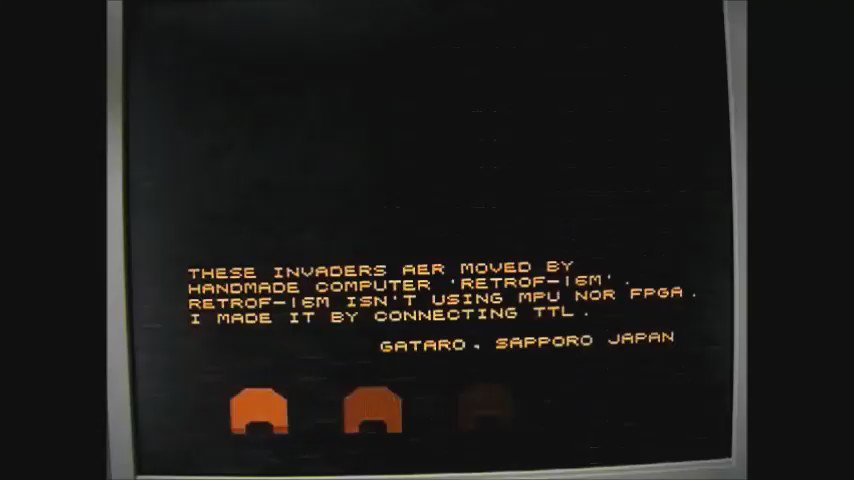 THESE INVADERS AER MOVED BY
HANDMADE COMPUTER 'RETROF-16M'.
RETROF-16M ISN'T USING MPU NOR FPGA.
I MADE IT BY CONNECTING TTL.
GATARO. SAPPORO JAPAN